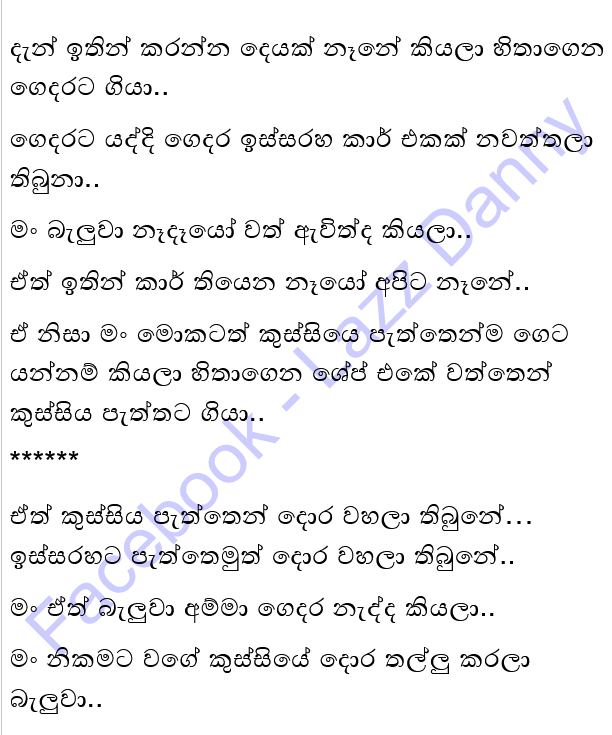 දැන් ඉතින් කරන්න දෙයක් නෑනේ කියලා හිතාගෙන
ගෙදරට ගියා..
ගෙදරට යද්දි ගෙදර ඉස්සරහ කාර් එකක් නවත්තලා
තිබුනා..
මං බැලුවා නෑදෑයෝ වත් ඇවිත්ද කියලා..
ඒත් ඉතින් කාර් තියෙන නෑයෝ අපිට නෑනේ..
ඒ නිසා මං මොකටත් කුස්සියෙ පැත්තෙන්ම ගෙට
යන්නම් කියලා හිතාගෙන ශේප් එකේ වත්තෙන්
කුස්සිය පැත්තට ගියා..
******
ඒත් කුස්සිය පැත්තෙන් දොර වහලා තිබුනේ...
ඉස්සරහට පැත්තෙමුත් දොර වහලා තිබුනේ..
මං ඒත් බැලුවා අම්මා ගෙදර නැද්ද කියලා..
මං නිකමට වගේ කුස්සියේ දොර තල්ලු කරලා
බැලුවා..
Facebook - Lazz Danny